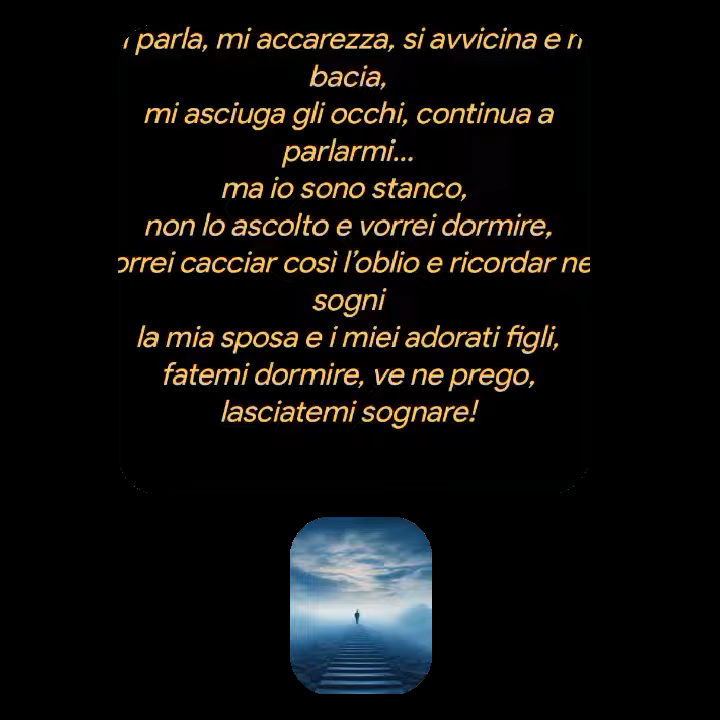 parla, mi accarezza, si avvicina e
bacia,
mi asciuga gli occhi, continua a
parlarmi...
ma io sono stanco,
non lo ascolto e vorrei dormire,
orrei cacciar così l'oblio e ricordar ne
sogni
la mia sposa e i miei adorati figli,
fatemi dormire, ve ne prego,
lasciatemi sognare!